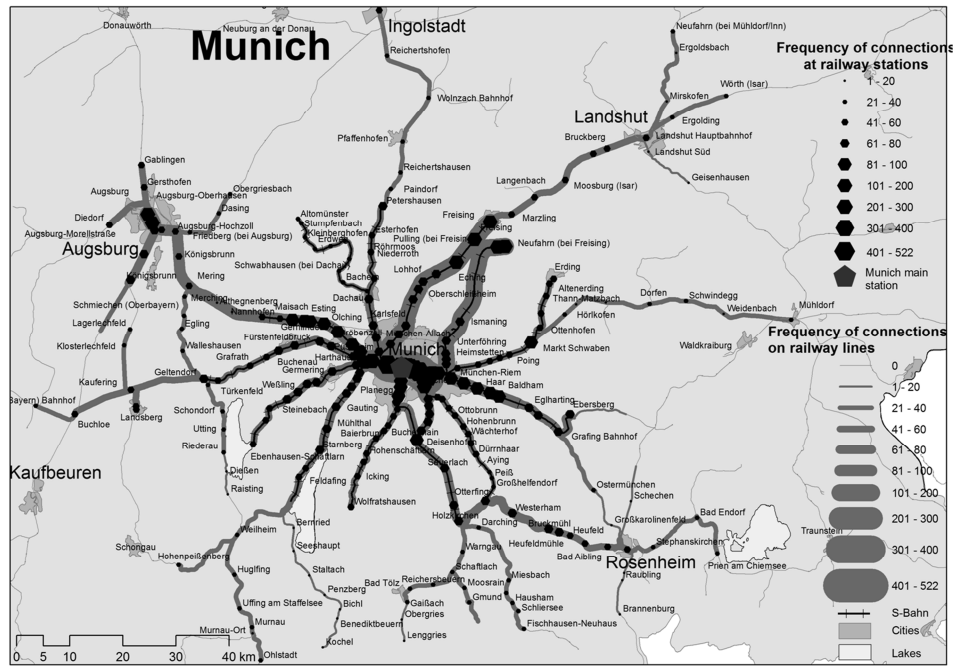 Donauwörth
Neuburg an der Donau
Ingolstadt
Munich
Reichertshofen
Wolnzach Bahnhof
Pfaffenhofen
Reichertshausen
Paindorf
Petershausen
Esterhofen
Röhrmoos
Niederroth
Neufahrn (bei Mühldorf/Inn)
Ergoldsbach
Wörth (Isar)
Mirskofen
Ergolding
Landshut
Landshut Hauptbahnhof
Landshut Süd
Geisenhausen
Bruckberg
Moosburg (Isar)
Langenbach
Marzling
Freising
Pulling (bei Freising)
Neufahrn (bei Freising)
Eching
Lohhof
Oberschleißheim
Gablingen
Gersthofen
Augsburg
Augsburg-Oberhausen
Obergriesbach
Dasing
Diedorf
Augsburg-Morellstraße
Augsburg-Hochzoll
Friedberg (bei Augsburg)
Augsburg
Königsbrunn
Königsbrunn
Mering
Merching
Schmiechen (Oberbayern)
Lagerlechfeld
Klosterlechfeld
Egling
Walleshausen
Kaufering
Geltendorf
Landsberg
Buchloe
Kaufbeuren
Altomünster
Kleinberghofen
Erdweg
Schwabhausen (bei Dachau)
Dachau
Karlsfeld
Nannhofen
Maisach
Esting
Olching
Fürstenfeldbruck
Grafrath
Türkenfeld
Buchenau
Germering
Harthaus
Weßling
Steinebach
Schondorf
Utting
Riederau
Dießen
Raisting
Munich
Planegg
Gauting
Mühlthal
Baierbrunn
Starnberg
Ebenhausen-Schäftlarn
Hohenschäftlarn
Feldafing
Icking
Wolfratshausen
Deisenhofen
Sauerlach
Otterfing
Holzkirchen
Ismaning
Unterföhring
Heimstetten
München-Riem
Haar
Baldham
Poing
Markt Schwaben
Ottenhofen
Hörlkofen
Thann-Matzbach
Altenerding
Erding
Dorfen
Schwindegg
Weidenbach
Mühldorf
Waldkraiburg
Eglharting
Ebersberg
Grafing Bahnhof
Ottobrunn
Hohenbrunn
Wächterhof
Dürrnhaar
Aying
Peiß
Großhelfendorf
Ostermünchen
Schechen
Großkarolinenfeld
Bad Endorf
Stephanskirchen
Prien am Chiemsee
Traunstein
Rosenheim
Raubling
Brannenburg
Westerham
Bruckmühl
Heufeld
Heufeldmühle
Bad Aibling
Darching
Warngau
Schaftlach
Moosrain
Gmund
Miesbach
Hausham
Schliersee
Fischhausen-Neuhaus
Reichersbeuern
Bad Tölz
Gaißach
Obergries
Lenggries
Weilheim
Bernried
Seeshaupt
Staltach
Penzberg
Bichl
Benediktbeuern
Kochel
Schongau
Hohenpeißenberg
Huglfing
Uffing am Staffelsee
Murnau
Murnau-Ort
Ohlstadt
0 5 10 20 30 40 km
Frequency of connections
at railway stations
1 - 20
21 - 40
41 - 60
61 - 80
81 - 100
101 - 200
201 - 300
301 - 400
401 - 522
Munich main
station
Frequency of connections
on railway lines
0
1 - 20
21 - 40
41 - 60
61 - 80
81 - 100
101 - 200
201 - 300
301 - 400
401 - 522
S-Bahn
Cities
Lakes